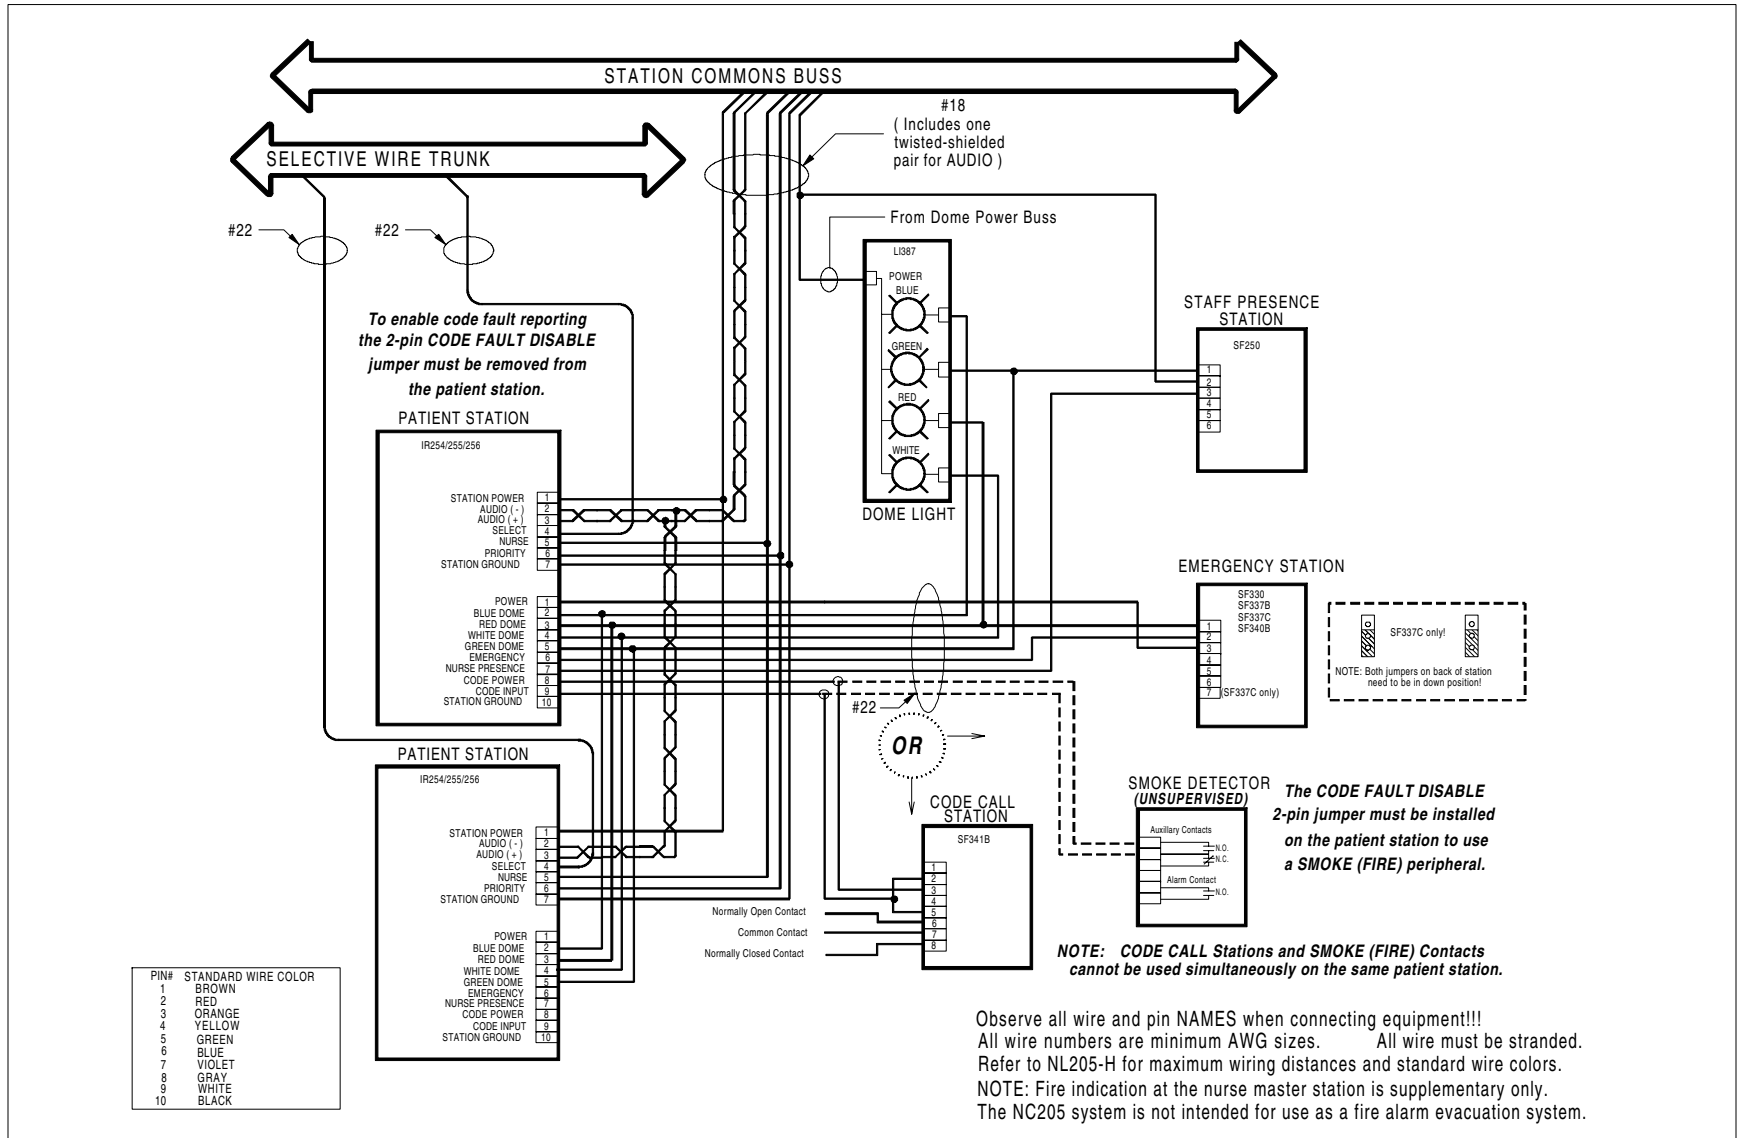 STATION COMMONS BUSS
#18
( Includes one
twisted-shielded
pair for AUDIO )
SELECTIVE WIRE TRUNK
#22
#22
From Dome Power Buss
LI387
POWER
BLUE
GREEN
RED
WHITE
DOME LIGHT
STAFF PRESENCE
STATION
SF250
1
2
3
4
5
6
To enable code fault reporting
the 2-pin CODE FAULT DISABLE
jumper must be removed from
the patient station.
PATIENT STATION
IR254/255/256
STATION POWER 1
AUDIO ( - ) 2
AUDIO ( + ) 3
SELECT 4
NURSE 5
PRIORITY 6
STATION GROUND 7
POWER 1
BLUE DOME 2
RED DOME 3
WHITE DOME 4
GREEN DOME 5
EMERGENCY 6
NURSE PRESENCE 7
CODE POWER 8
CODE INPUT 9
STATION GROUND 10
EMERGENCY STATION
SF330
SF337B
SF337C
SF340B
1
2
3
4
5
6
7 (SF337C only)
SF337C only!
NOTE: Both jumpers on back of station
need to be in down position!
#22
OR
PATIENT STATION
IR254/255/256
STATION POWER 1
AUDIO ( - ) 2
AUDIO ( + ) 3
SELECT 4
NURSE 5
PRIORITY 6
STATION GROUND 7
POWER 1
BLUE DOME 2
RED DOME 3
WHITE DOME 4
GREEN DOME 5
EMERGENCY 6
NURSE PRESENCE 7
CODE POWER 8
CODE INPUT 9
STATION GROUND 10
CODE CALL
STATION
SF341B
1
2
3
4
5
6
7
8
Normally Open Contact
Common Contact
Normally Closed Contact
SMOKE DETECTOR
(UNSUPERVISED)
Auxillary Contacts
N.O.
N.C.
Alarm Contact
N.O.
The CODE FAULT DISABLE
2-pin jumper must be installed
on the patient station to use
a SMOKE (FIRE) peripheral.
NOTE: CODE CALL Stations and SMOKE (FIRE) Contacts
cannot be used simultaneously on the same patient station.
PIN# STANDARD WIRE COLOR
1 BROWN
2 RED
3 ORANGE
4 YELLOW
5 GREEN
6 BLUE
7 VIOLET
8 GRAY
9 WHITE
10 BLACK
Observe all wire and pin NAMES when connecting equipment!!!
All wire numbers are minimum AWG sizes. All wire must be stranded.
Refer to NL205-H for maximum wiring distances and standard wire colors.
NOTE: Fire indication at the nurse master station is supplementary only.
The NC205 system is not intended for use as a fire alarm evacuation system.